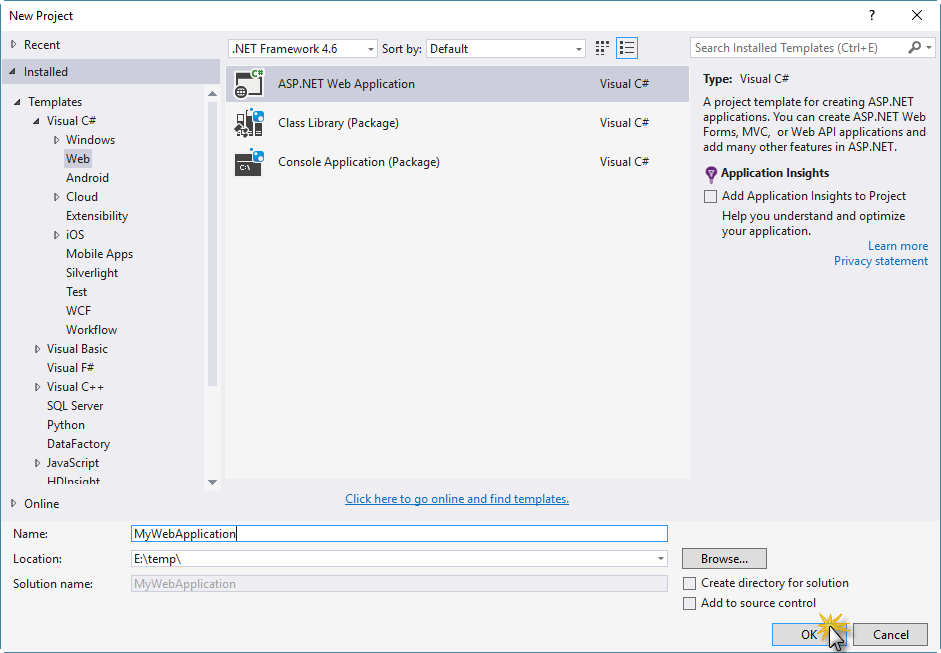 New Project
?
Recent
.NET Framework 4.6
Sort by:
Default
Search Installed Templates (Ctrl+E)
Installed
Templates
Visual C#
Windows
Web
Android
Cloud
Extensibility
iOS
Mobile Apps
Silverlight
Test
WCF
Workflow
Visual Basic
Visual F#
Visual C++
SQL Server
Python
DataFactory
JavaScript
HDInsight
Online
C#
ASP.NET Web Application
Visual C#
Class Library (Package)
Visual C#
C:\
Console Application (Package)
Visual C#
Click here to go online and find templates.
Type: Visual C#
A project template for creating ASP.NET
applications. You can create ASP.NET Web
Forms, MVC, or Web API applications and
add many other features in ASP.NET.
Application Insights
Add Application Insights to Project
Help you understand and optimize
your application.
Learn more
Privacy statement
Name:
MyWebApplication
Location:
E:\temp\
Browse...
Solution name:
MyWebApplication
Create directory for solution
Add to source control
OK
Cancel